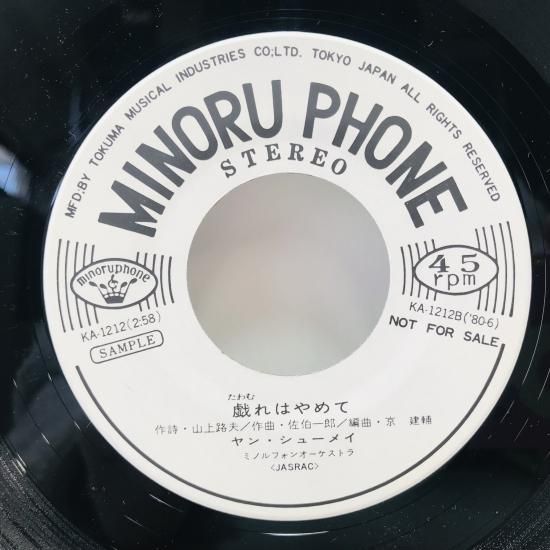 MFD.BY TOKUMA MUSICAL INDUSTRIES CO;LTD. TOKYO JAPAN ALL RIGHTS RESERVED
MINORU PHONE
STEREO
minoruphone
45
rpm
KA-1212(2:58)
KA-1212B('80·6)
SAMPLE
NOT FOR SALE
たわむ
戯れはやめて
作詩・山上路夫/作曲・佐伯一郎/編曲・京 建輔
ヤン・シューメイ
ミノルフォンオーケストラ
<JASRAC>